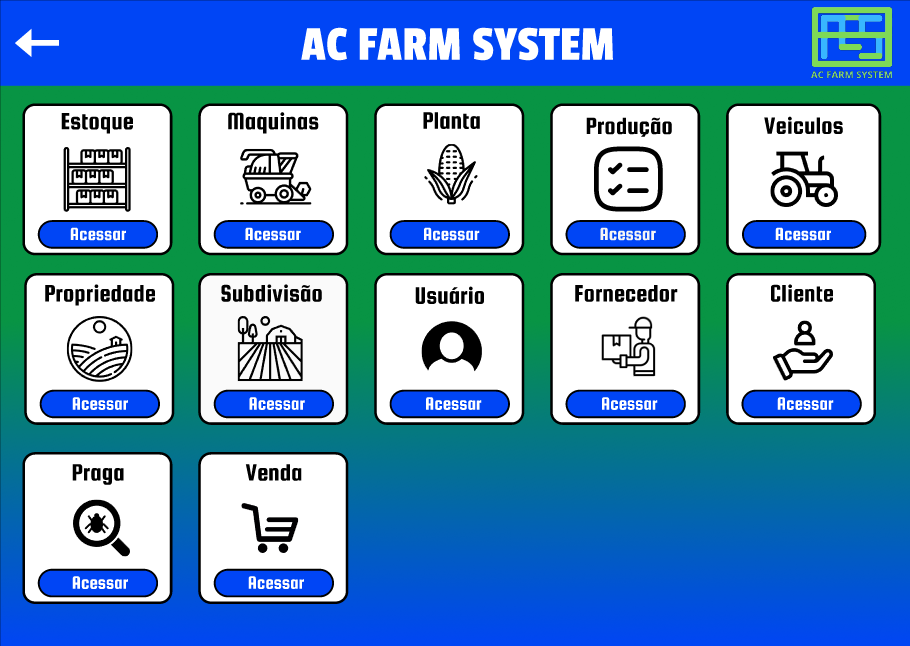 AC FARM SYSTEM
AC FARM SYSTEM
Estoque
Acessar
Maquinas
Acessar
Planta
Acessar
Produção
Acessar
Veiculos
Acessar
Propriedade
Acessar
Subdivisão
Acessar
Usuário
Acessar
Fornecedor
Acessar
Cliente
Acessar
Praga
Acessar
Venda
Acessar